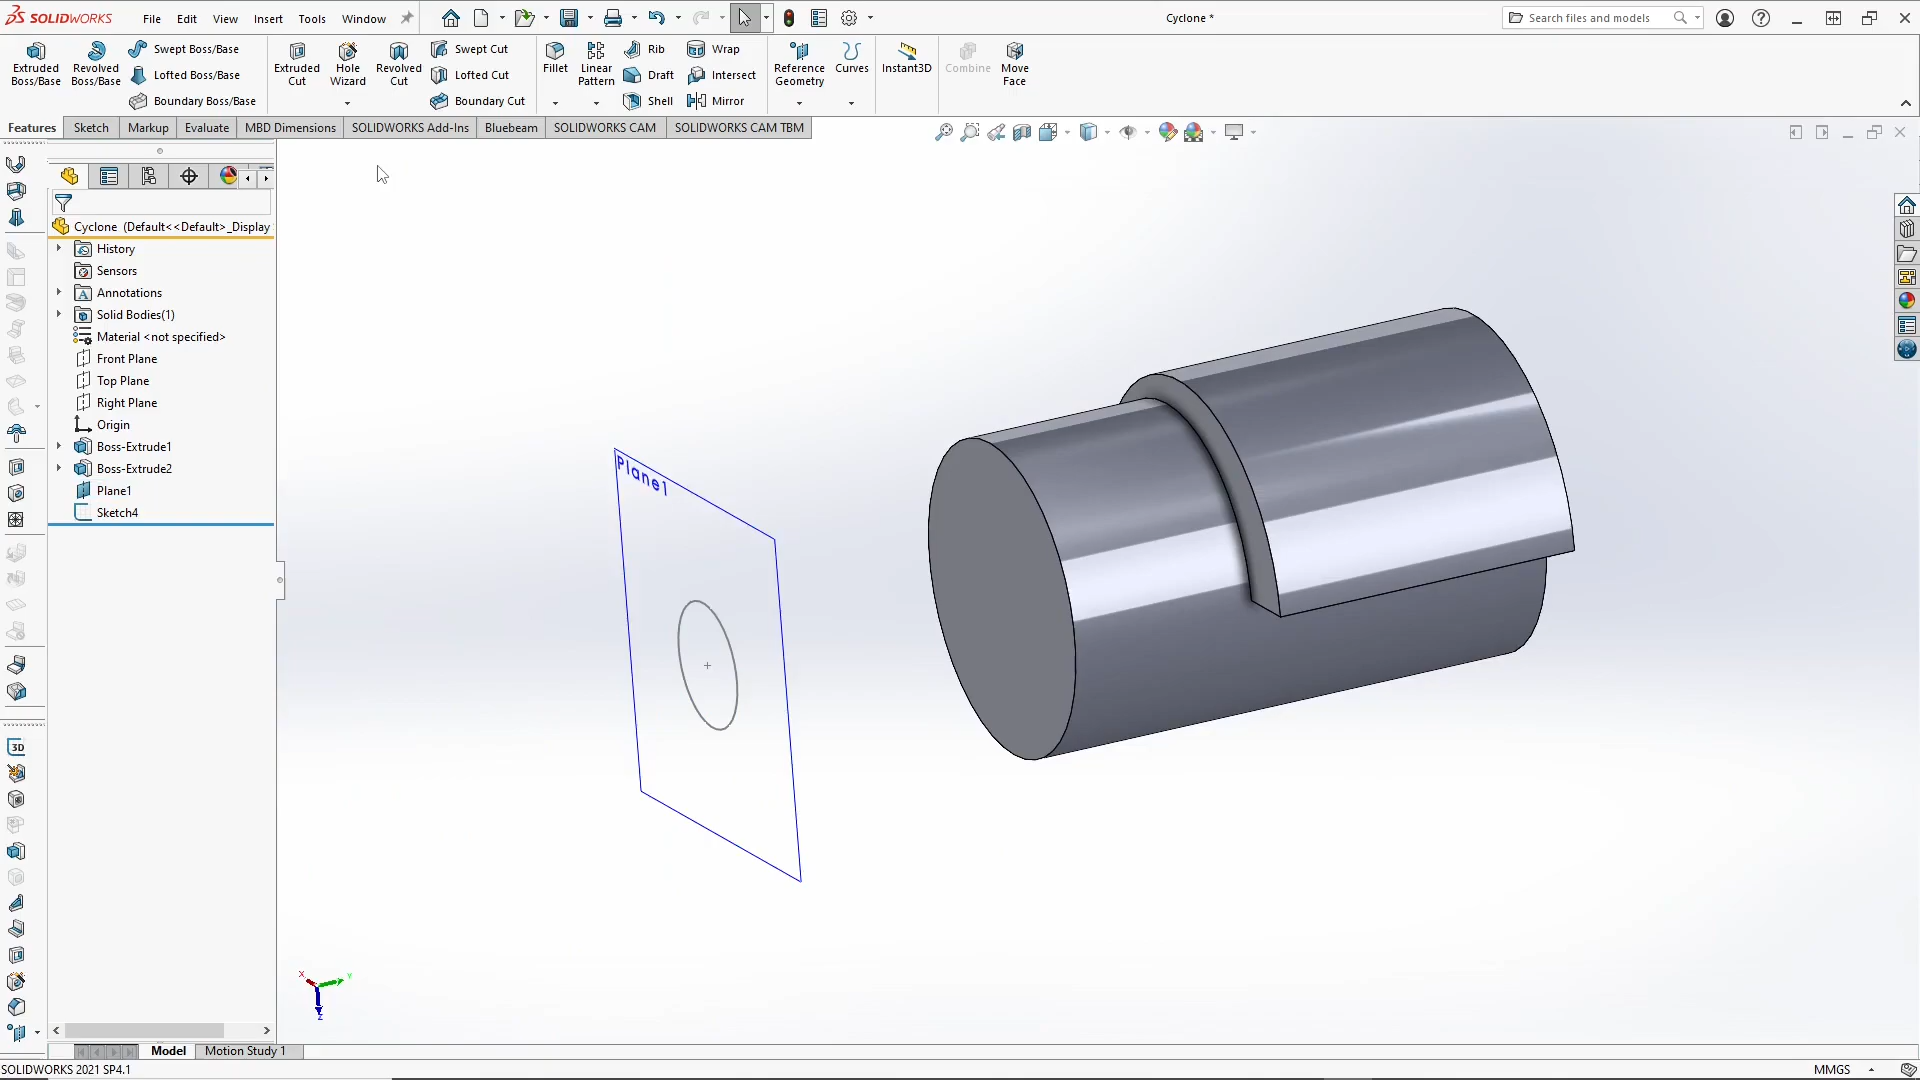 SOLIDWORKS
File Edit View Insert Tools Window
Cyclone *
Search files and models
Extruded Boss/Base
Revolved Boss/Base
Swept Boss/Base
Lofted Boss/Base
Boundary Boss/Base
Extruded Cut
Hole Wizard
Revolved Cut
Swept Cut
Lofted Cut
Boundary Cut
Fillet
Linear Pattern
Rib
Draft
Shell
Wrap
Intersect
Mirror
Reference Geometry
Curves
Instant3D
Combine
Move Face
Features Sketch Markup Evaluate MBD Dimensions SOLIDWORKS Add-Ins Bluebeam SOLIDWORKS CAM SOLIDWORKS CAM TBM
Cyclone (Default<<Default>_Display
History
Sensors
Annotations
Solid Bodies(1)
Material <not specified>
Front Plane
Top Plane
Right Plane
Origin
Boss-Extrude1
Boss-Extrude2
Plane1
Sketch4
Plane1
3D
X
Y
Z
Model Motion Study 1
SOLIDWORKS 2021 SP4.1
MMGS